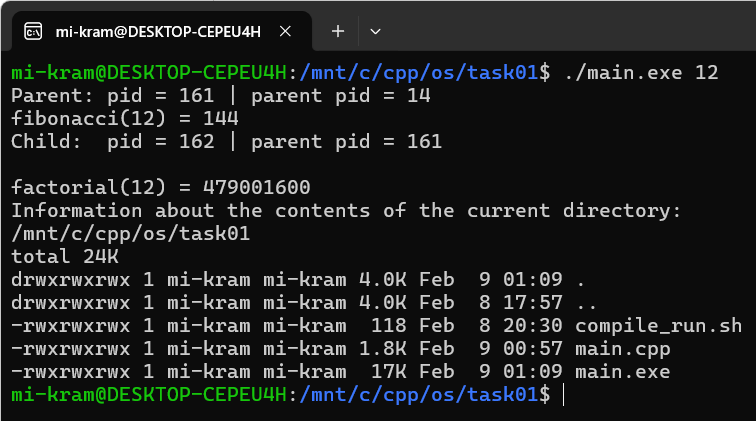 mi-kram@DESKTOP-CEPEU4H
mi-kram@DESKTOP-CEPEU4H:/mnt/c/cpp/os/task01$ ./main.exe 12
Parent: pid = 161 | parent pid = 14
fibonacci(12) = 144
Child:  pid = 162 | parent pid = 161
factorial(12) = 479001600
Information about the contents of the current directory:
/mnt/c/cpp/os/task01
total 24K
drwxrwxrwx 1 mi-kram mi-kram 4.0K Feb  9 01:09 .
drwxrwxrwx 1 mi-kram mi-kram 4.0K Feb  8 17:57 ..
-rwxrwxrwx 1 mi-kram mi-kram  118 Feb  8 20:30 compile_run.sh
-rwxrwxrwx 1 mi-kram mi-kram 1.8K Feb  9 00:57 main.cpp
-rwxrwxrwx 1 mi-kram mi-kram  17K Feb  9 01:09 main.exe
mi-kram@DESKTOP-CEPEU4H:/mnt/c/cpp/os/task01$